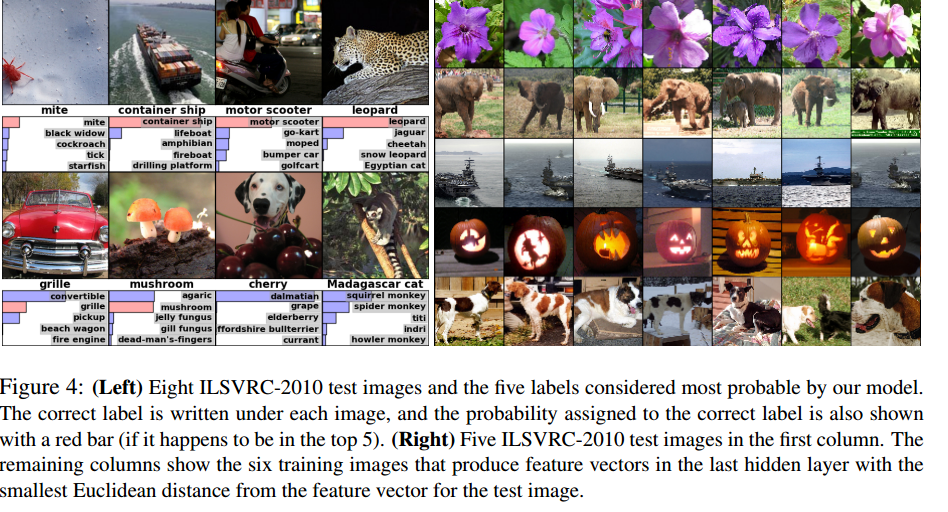 mite container ship motor scooter leopard
mite container ship motor scooter leopard
black widow lifeboat go-kart jaguar
cockroach amphibian moped cheetah
tick fireboat bumper car snow leopard
starfish drilling platform golfcart Egyptian cat
grille mushroom cherry Madagascar cat
convertible agaric dalmatian squirrel monkey
grille mushroom grape spider monkey
pickup jelly fungus elderberry titi
beach wagon gill fungus ffordshire bullterrier indri
fire engine dead-man's-fingers currant howler monkey
Figure 4: (Left) Eight ILSVRC-2010 test images and the five labels considered most probable by our model.
The correct label is written under each image, and the probability assigned to the correct label is also shown
with a red bar (if it happens to be in the top 5). (Right) Five ILSVRC-2010 test images in the first column. The
remaining columns show the six training images that produce feature vectors in the last hidden layer with the
smallest Euclidean distance from the feature vector for the test image.